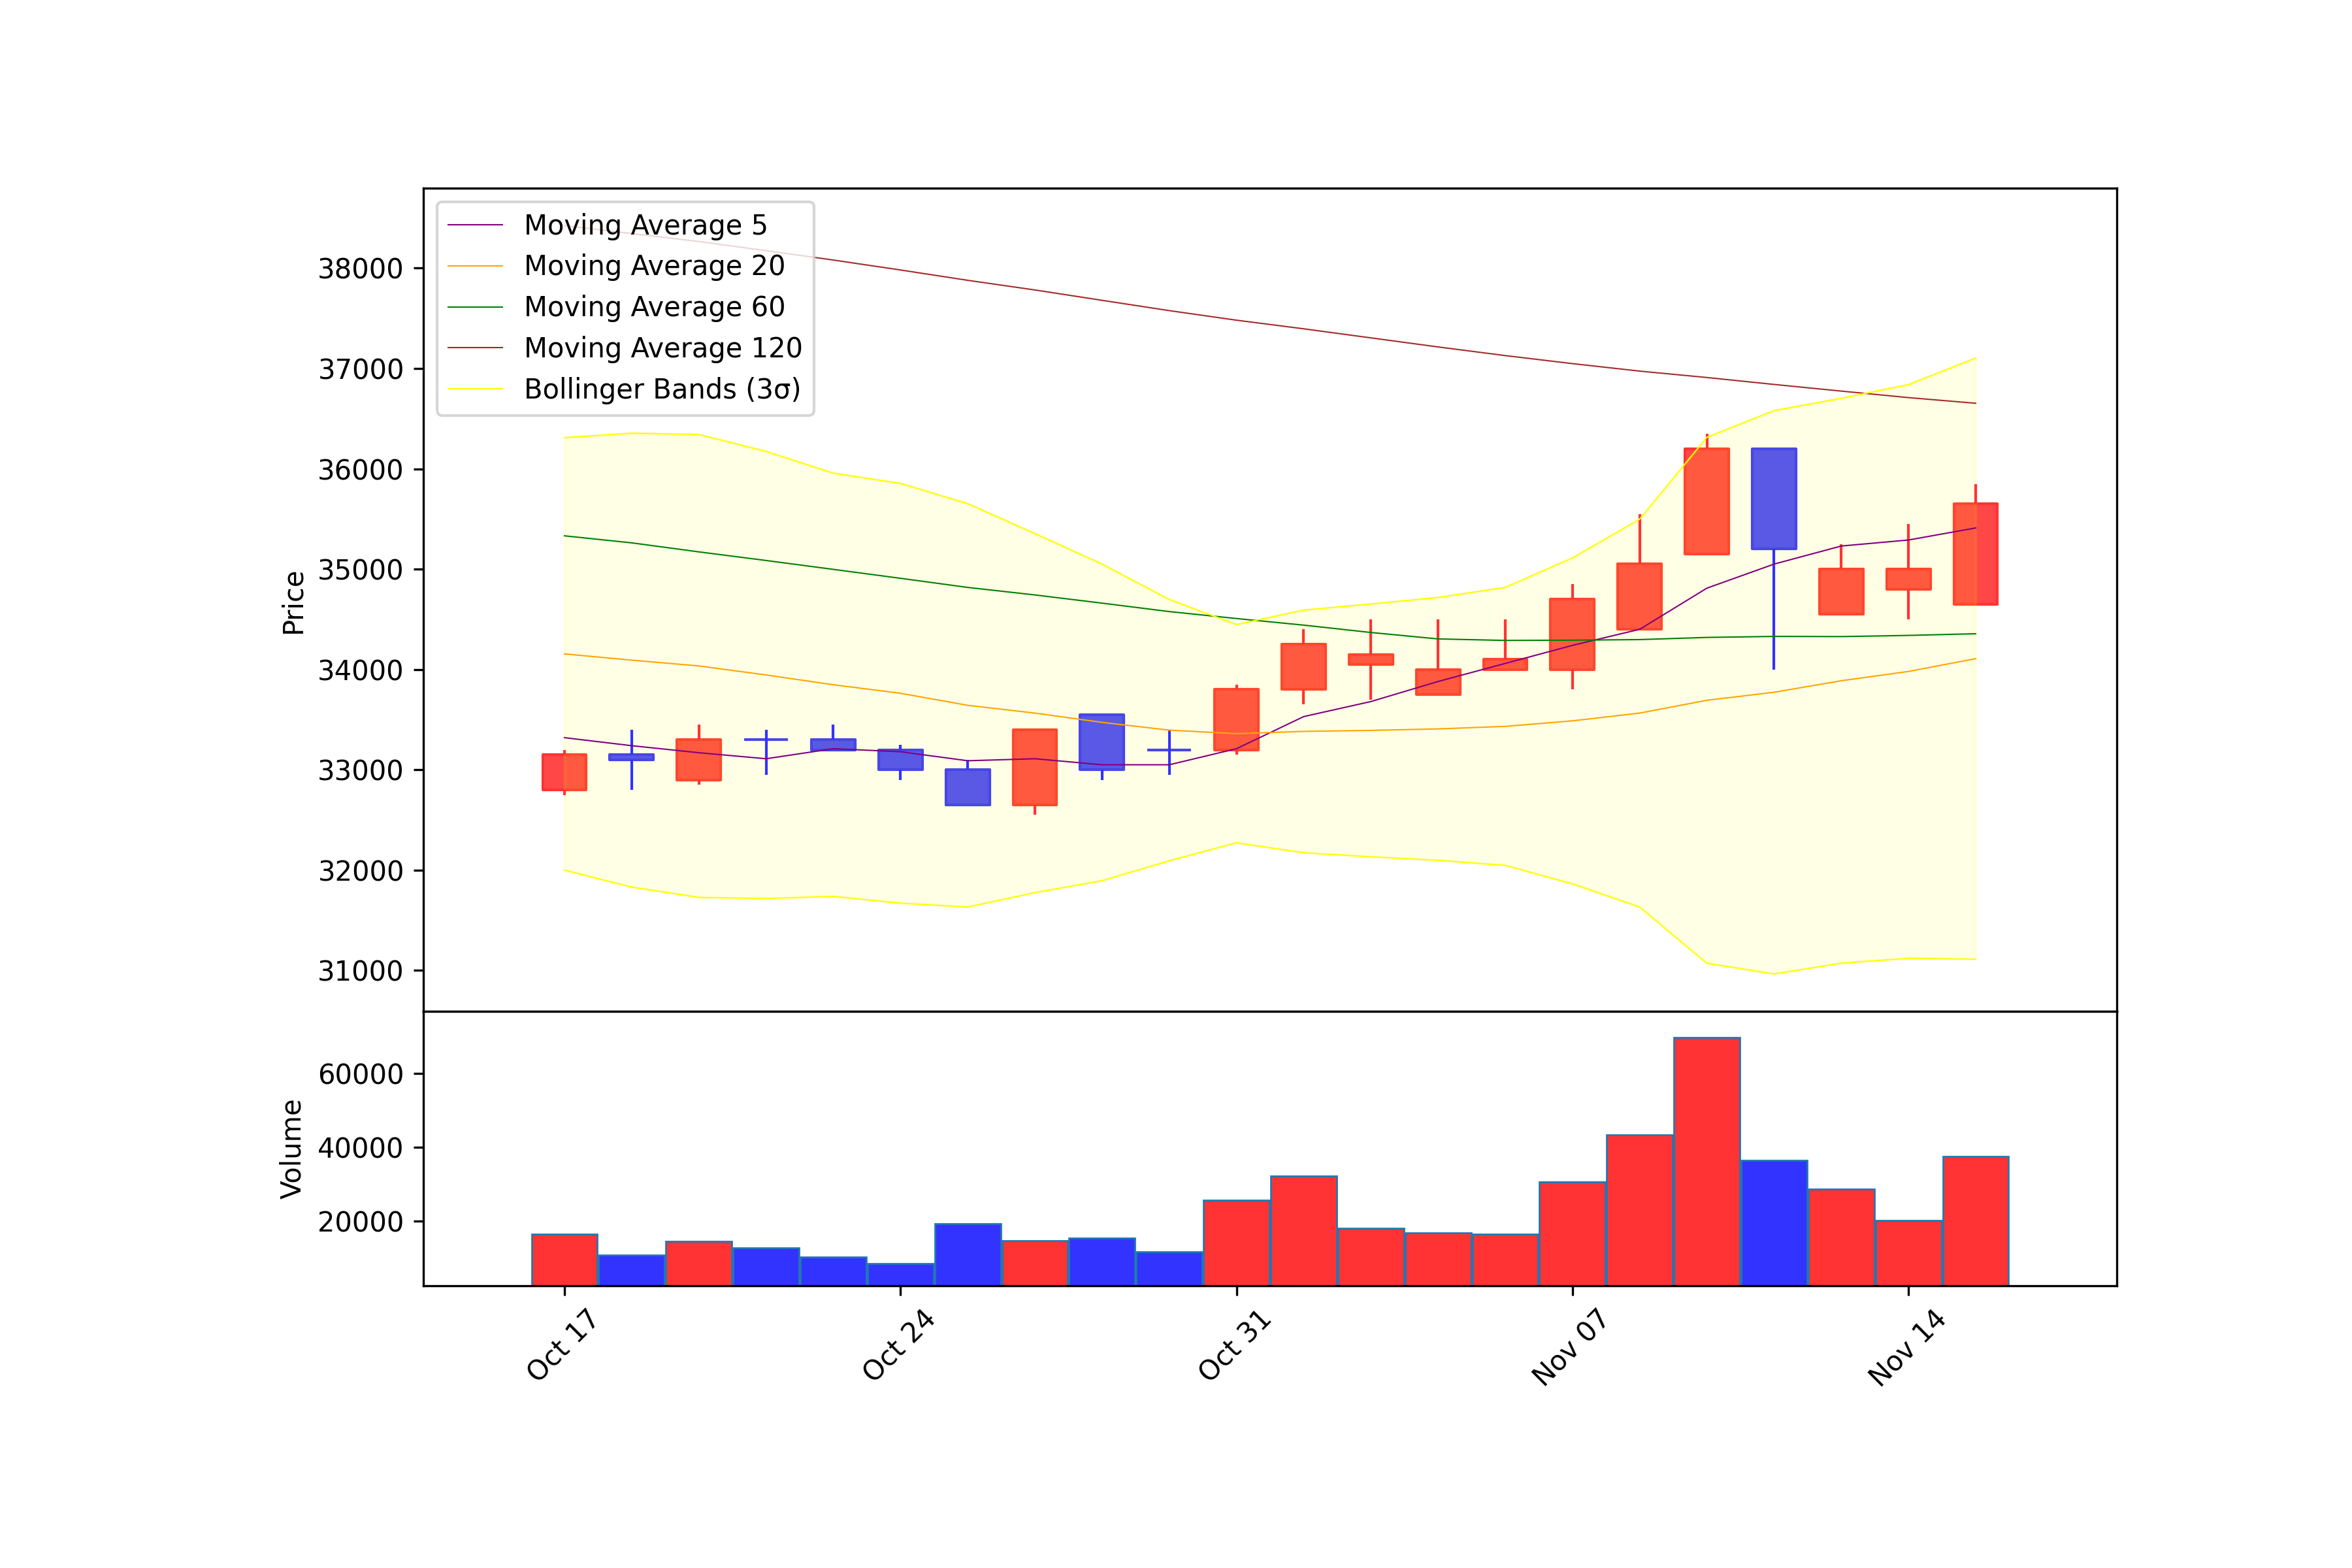 Moving Average 5
Moving Average 20
Moving Average 60
Moving Average 120
Bollinger Bands (3σ)
Price
38000
37000
36000
35000
34000
33000
32000
31000
Volume
60000
40000
20000
Oct 17
Oct 24
Oct 31
Nov 07
Nov 14